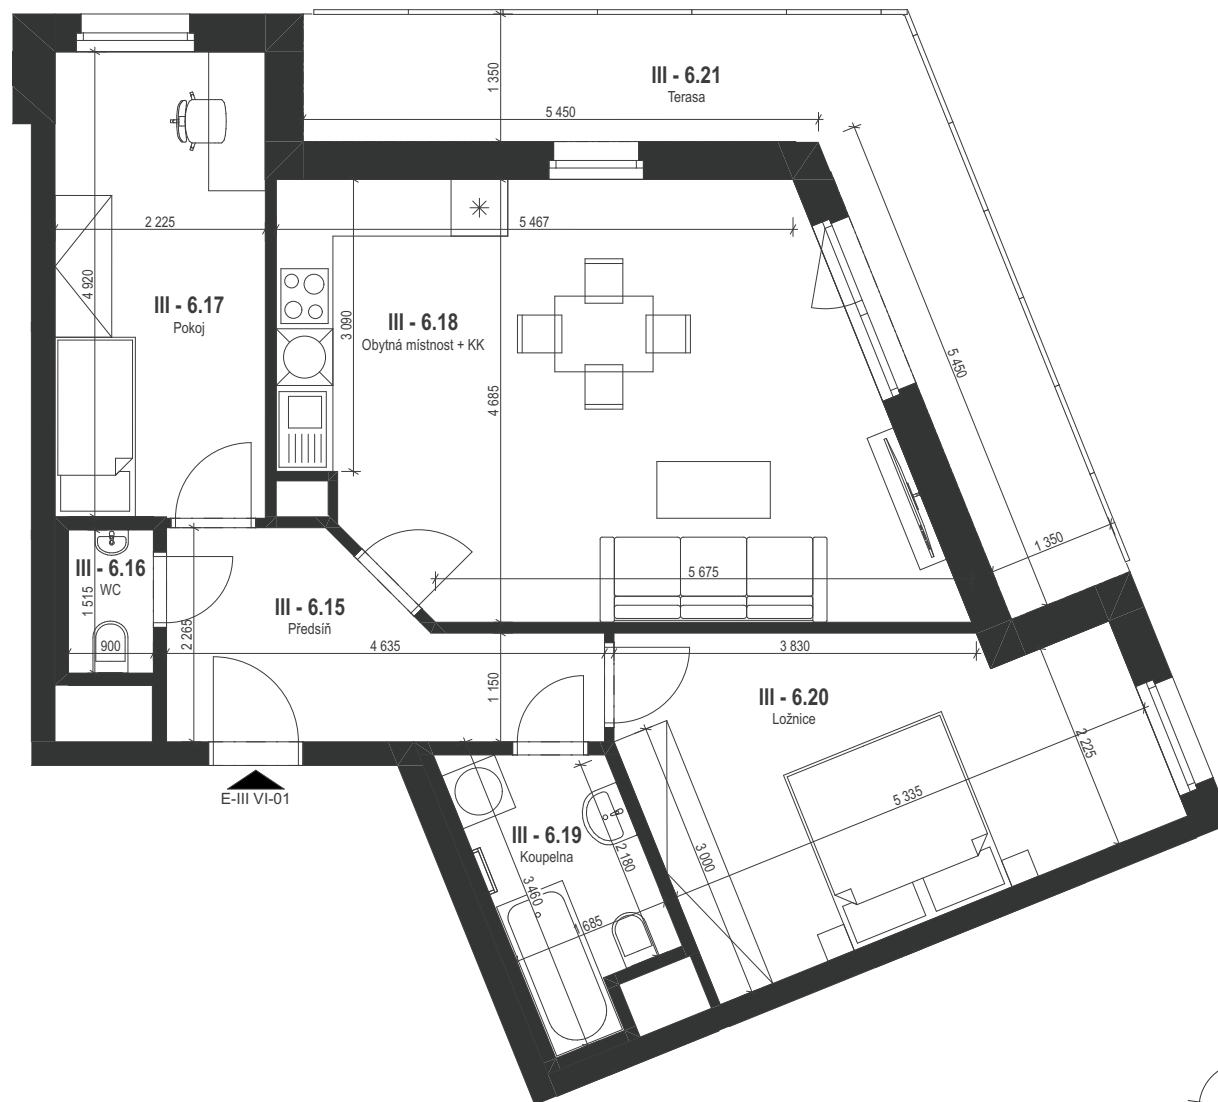 III - 6.21
Terasa
1 350
5 450
2 225
5 467
4 920
III - 6.17
Pokoj
3 090
III - 6.18
Obytná místnost + KK
4 685
5 450
1 350
III - 6.16
WC
1 515
900
2 265
III - 6.15
Předsíň
5 675
4 635
1 150
3 830
III - 6.20
Ložnice
2 225
5 335
3 000
E-III VI-01
III - 6.19
Koupelna
2 180
3 460
1 685